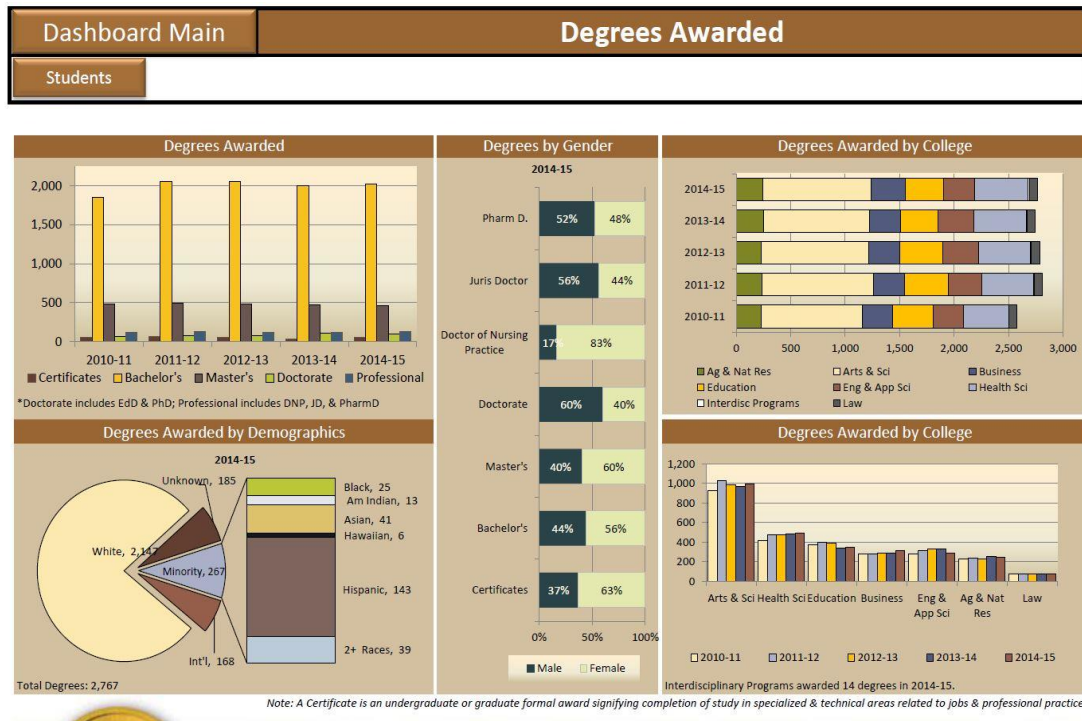 Dashboard Main
Degrees Awarded
Students
Degrees Awarded
2,000
1,500
1,000
500
0
2010-11 2011-12 2012-13 2013-14 2014-15
Certificates Bachelor's Master's Doctorate Professional
*Doctorate includes EdD & PhD; Professional includes DNP, JD, & PharmD
Degrees by Gender
2014-15
Pharm D. 52% 48%
Juris Doctor 56% 44%
Doctor of Nursing
Practice
17% 83%
Doctorate 60% 40%
Master's 40% 60%
Bachelor's 44% 56%
Certificates 37% 63%
0% 50% 100%
Male Female
Degrees Awarded by College
2014-15
2013-14
2012-13
2011-12
2010-11
0 500 1,000 1,500 2,000 2,500 3,000
Ag & Nat Res Arts & Sci Business
Education Eng & App Sci Health Sci
Interdisc Programs Law
Degrees Awarded by Demographics
2014-15
Unknown, 185
White, 2,147
Minority, 267
Int'l, 168
Black, 25
Am Indian, 13
Asian, 41
Hawaiian, 6
Hispanic, 143
2+ Races, 39
Total Degrees: 2,767
Degrees Awarded by College
1,200
1,000
800
600
400
200
0
Arts & Sci Health Sci Education Business Eng &
App Sci Ag & Nat
Res Law
2010-11 2011-12 2012-13 2013-14 2014-15
Interdisciplinary Programs awarded 14 degrees in 2014-15.
Note: A Certificate is an undergraduate or graduate formal award signifying completion of study in specialized & technical areas related to jobs & professional practice